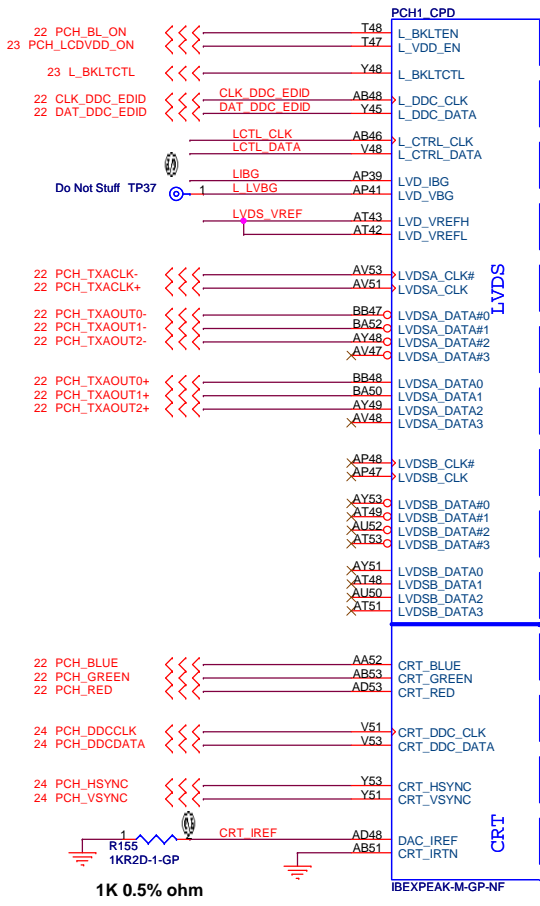 PCH1_CPD
22 PCH_BL_ON T48 L_BKLTEN
23 PCH_LCDVDD_ON T47 L_VDD_EN
23 L_BKLTCTL Y48 L_BKLTCTL
22 CLK_DDC_EDID CLK_DDC_EDID AB48 L_DDC_CLK
22 DAT_DDC_EDID DAT_DDC_EDID Y45 L_DDC_DATA
LCTL_CLK AB46 L_CTRL_CLK
LCTL_DATA V48 L_CTRL_DATA
LIBG AP39 LVD_IBG
Do Not Stuff TP37 1 L_LVBG AP41 LVD_VBG
LVDS_VREF AT43 LVD_VREFH
AT42 LVD_VREFL
LVDS
22 PCH_TXACLK- AV53 LVDSA_CLK#
22 PCH_TXACLK+ AV51 LVDSA_CLK
22 PCH_TXAOUT0- BB47 LVDSA_DATA#0
22 PCH_TXAOUT1- BA52 LVDSA_DATA#1
22 PCH_TXAOUT2- AY48 LVDSA_DATA#2
AV47 LVDSA_DATA#3
22 PCH_TXAOUT0+ BB48 LVDSA_DATA0
22 PCH_TXAOUT1+ BA50 LVDSA_DATA1
22 PCH_TXAOUT2+ AY49 LVDSA_DATA2
AV48 LVDSA_DATA3
AP48 LVDSB_CLK#
AP47 LVDSB_CLK
AY53 LVDSB_DATA#0
AT49 LVDSB_DATA#1
AU52 LVDSB_DATA#2
AT53 LVDSB_DATA#3
AY51 LVDSB_DATA0
AT48 LVDSB_DATA1
AU50 LVDSB_DATA2
AT51 LVDSB_DATA3
22 PCH_BLUE AA52 CRT_BLUE
22 PCH_GREEN AB53 CRT_GREEN
22 PCH_RED AD53 CRT_RED
24 PCH_DDCCLK V51 CRT_DDC_CLK
24 PCH_DDCDATA V53 CRT_DDC_DATA
24 PCH_HSYNC Y53 CRT_HSYNC
24 PCH_VSYNC Y51 CRT_VSYNC
CRT
1 CRT_IREF AD48 DAC_IREF
R155 AB51 CRT_IRTN
1KR2D-1-GP
1K 0.5% ohm
IBEXPEAK-M-GP-NF